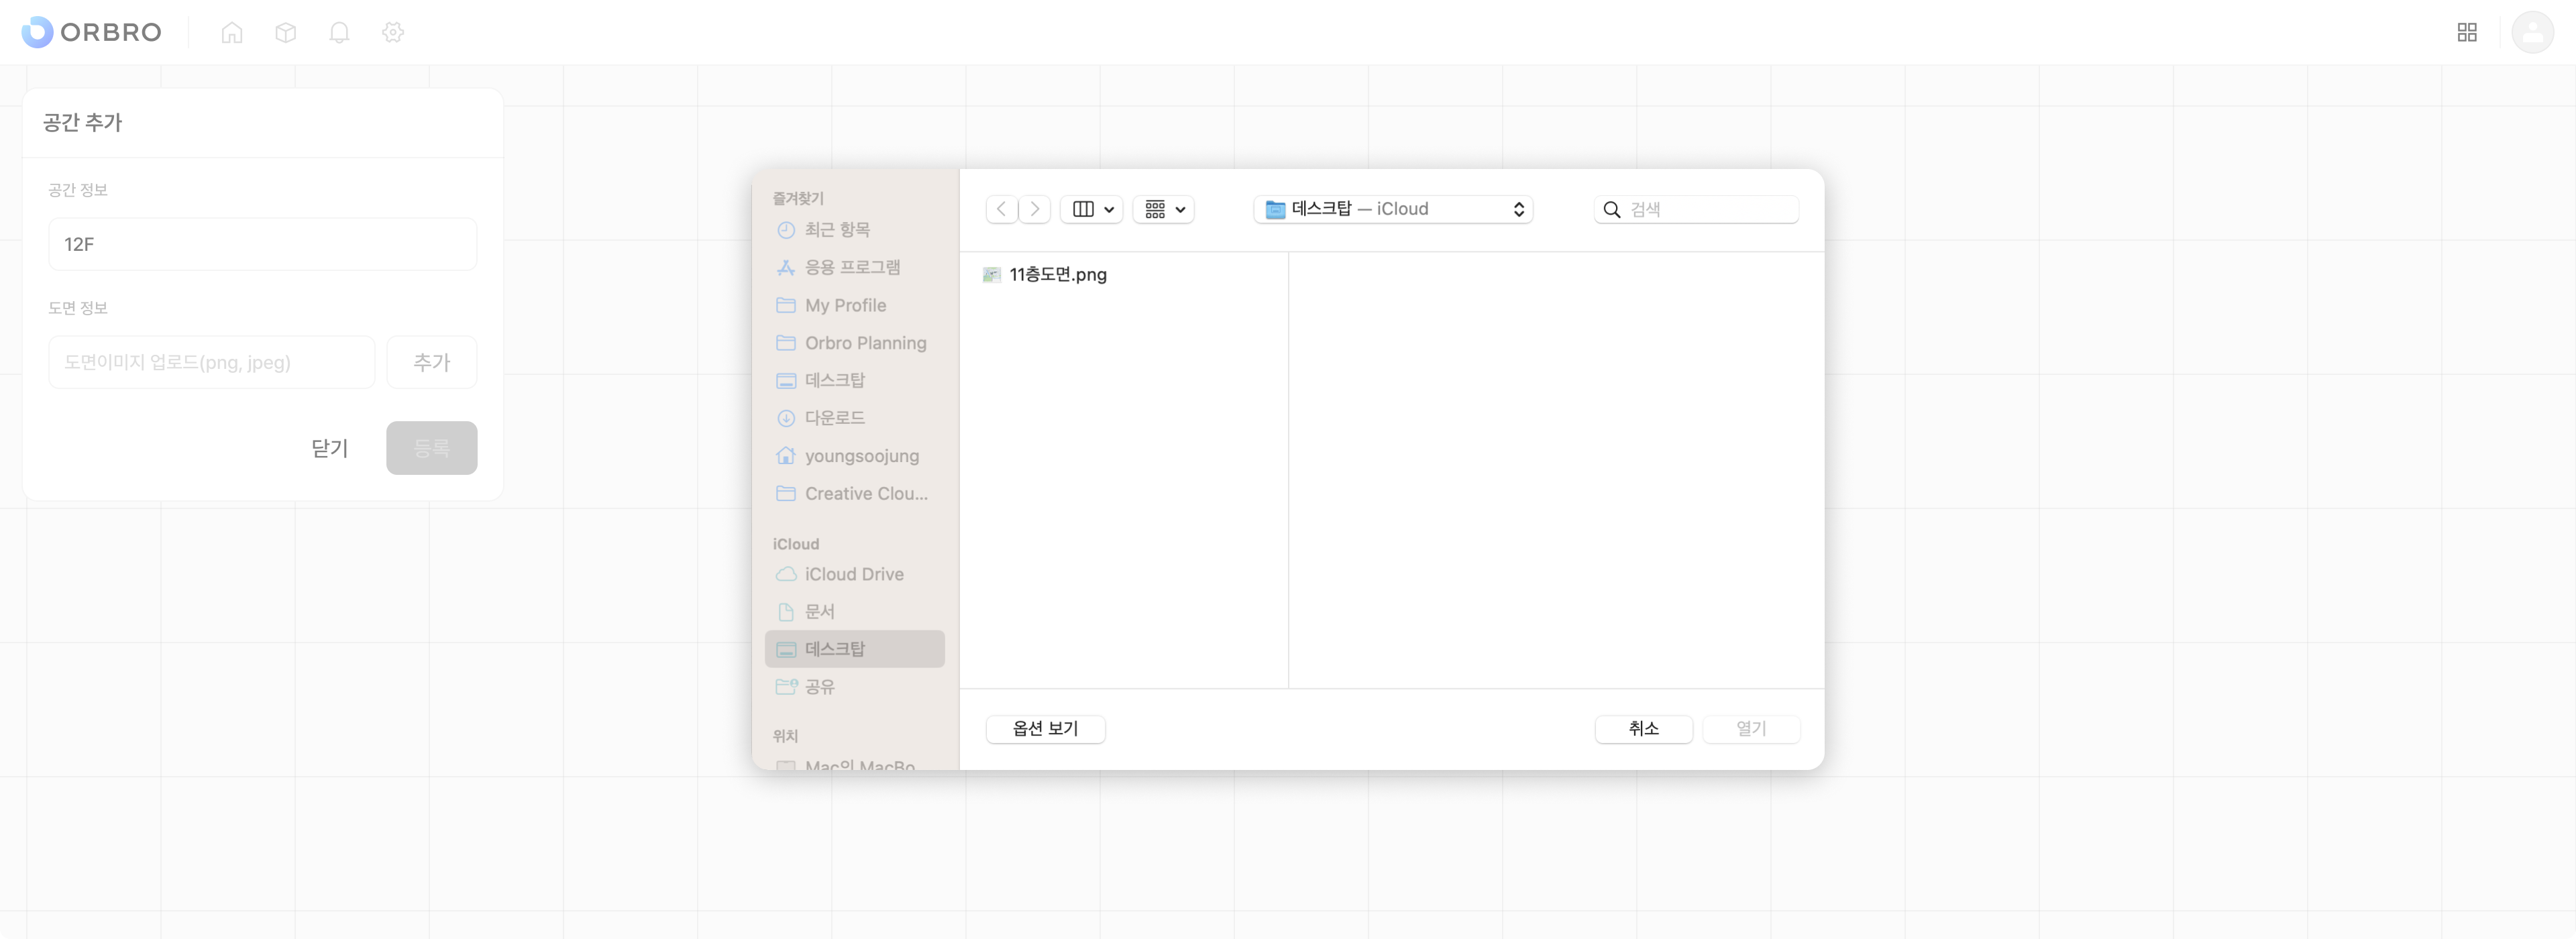 ORBRO
공간 추가
공간 정보
12F
도면 정보
도면이미지 업로드(png, jpeg)
추가
닫기
등록
즐겨찾기
최근 항목
응용 프로그램
My Profile
Orbro Planning
데스크탑
다운로드
youngsoojung
Creative Clou...
iCloud
iCloud Drive
문서
데스크탑
공유
위치
Mac의 MacBo
데스크탑 — iCloud
검색
11층도면.png
옵션 보기
취소
열기